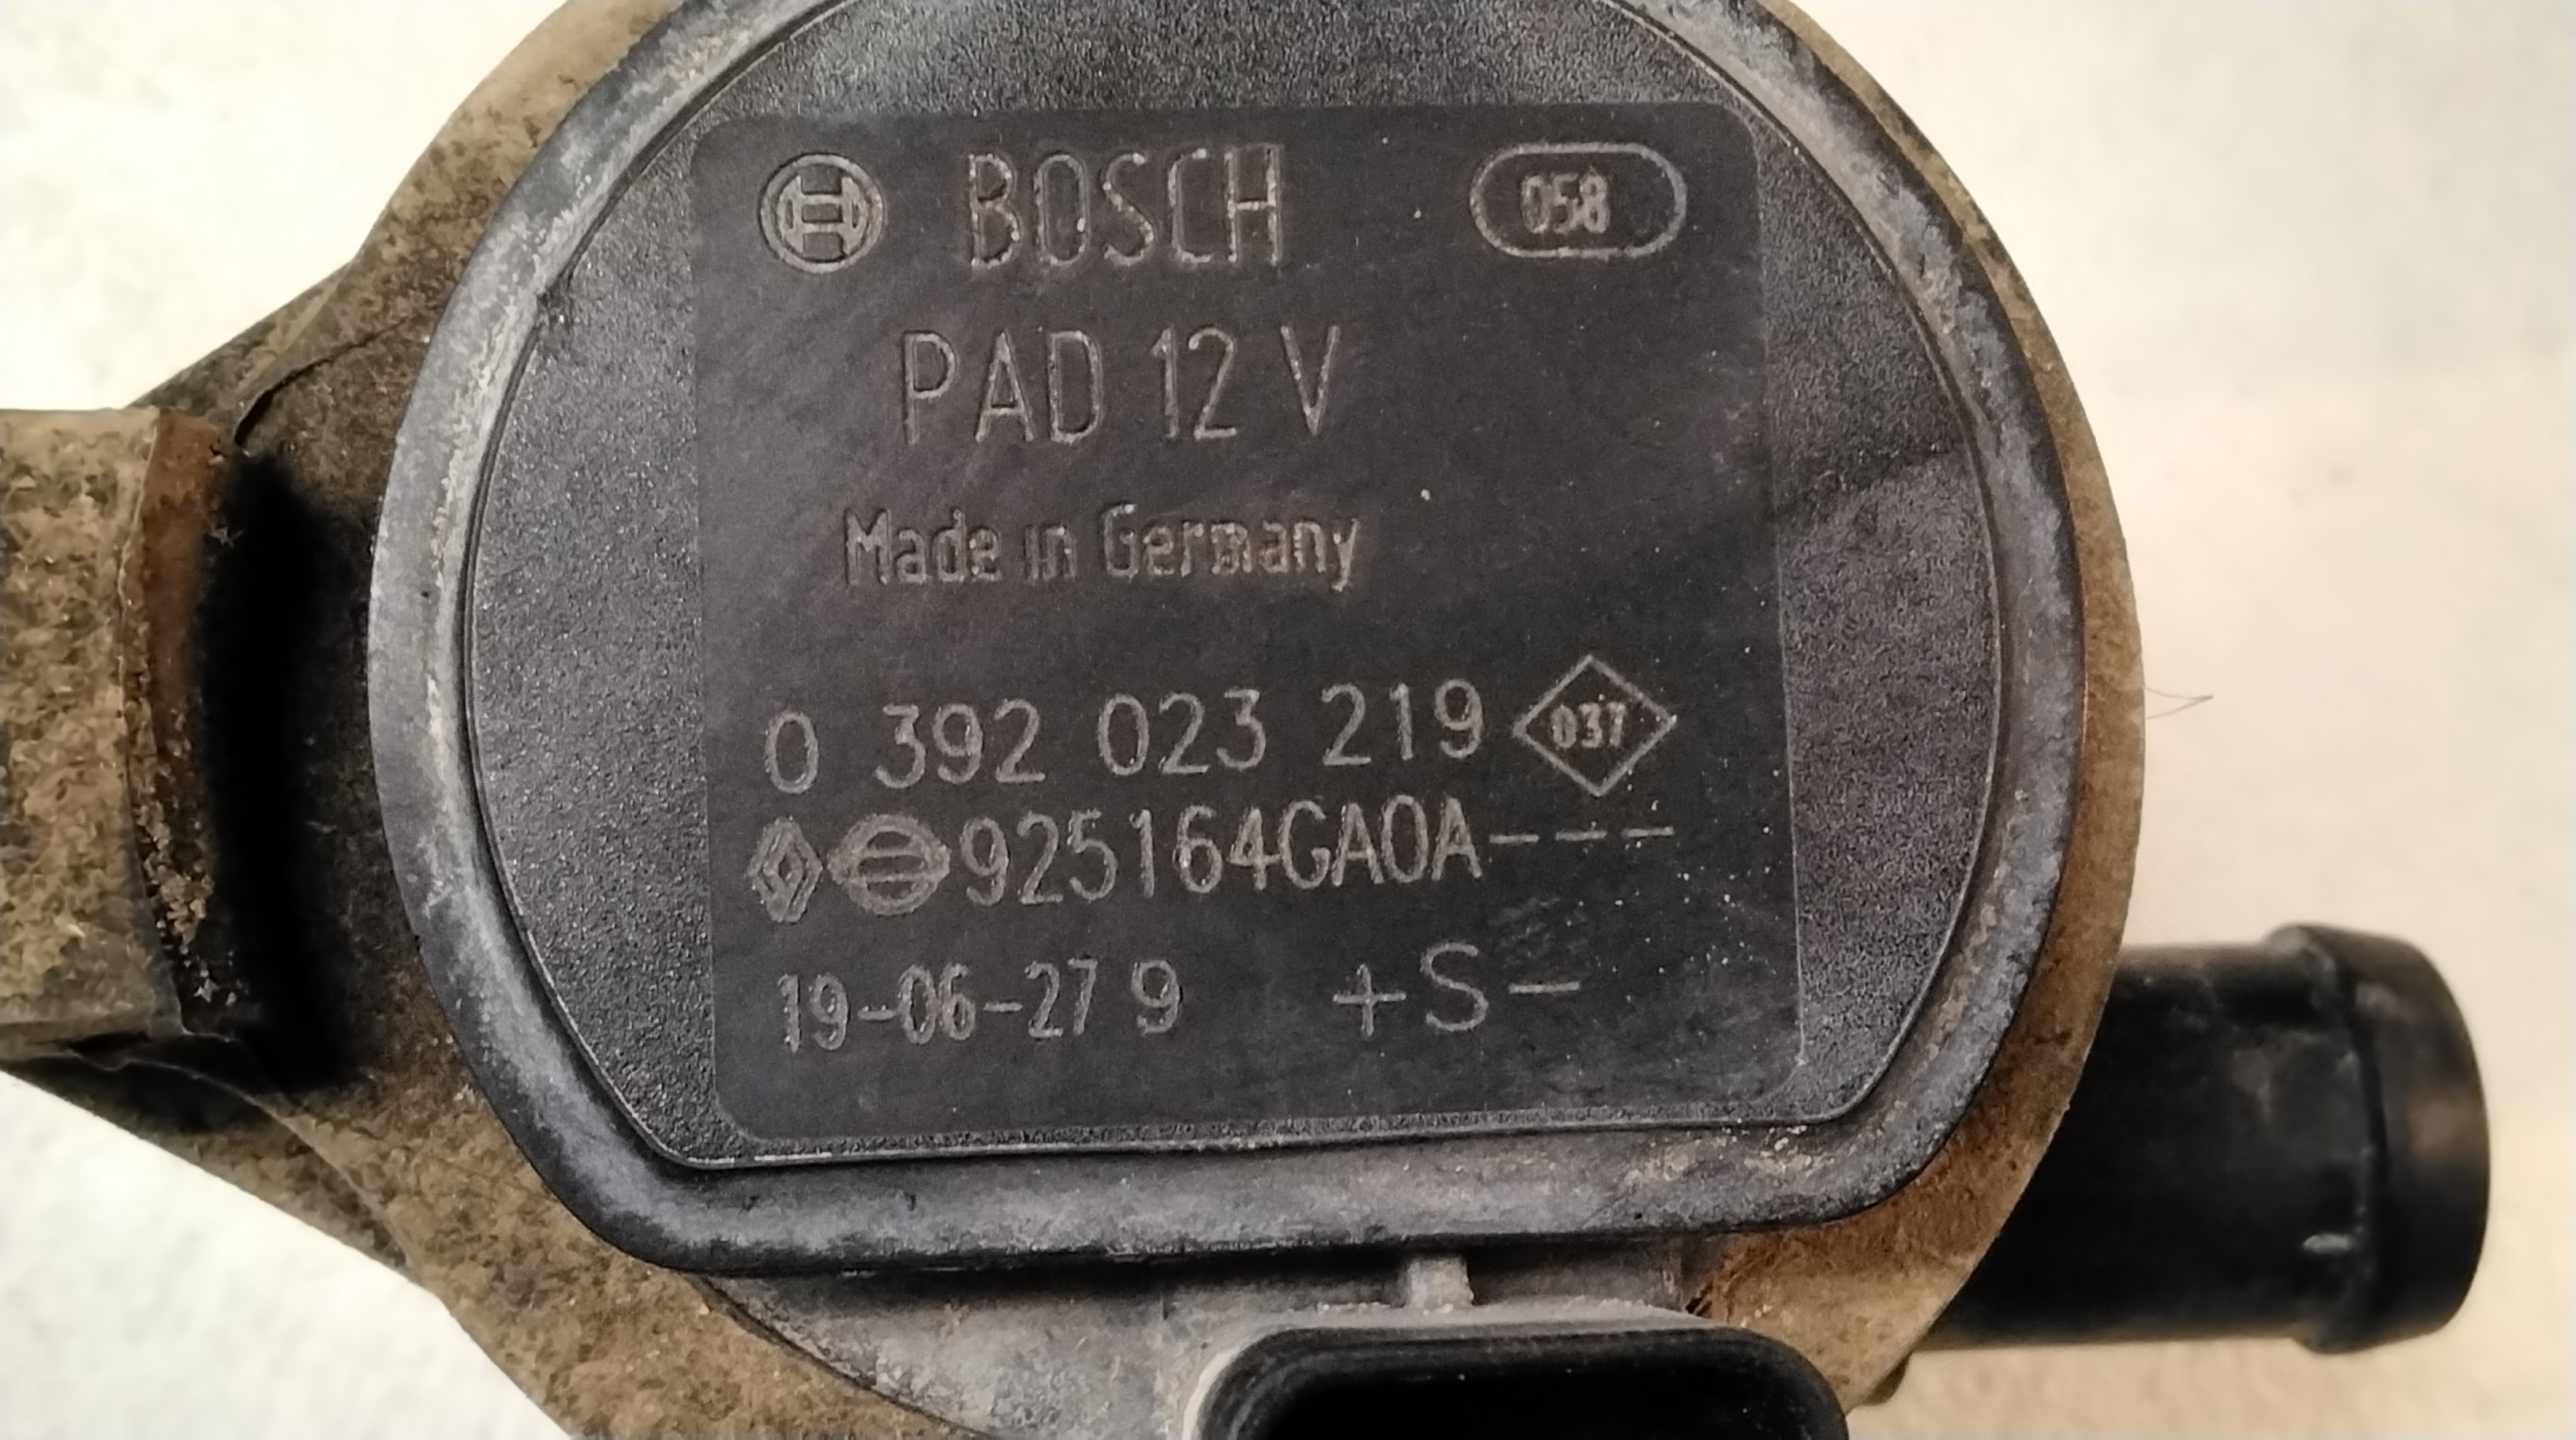 BOSCH 058
PAD 12 V
Made in Germany
0 392 023 219 037
925164GA0A---
19-06-27 9 +S-